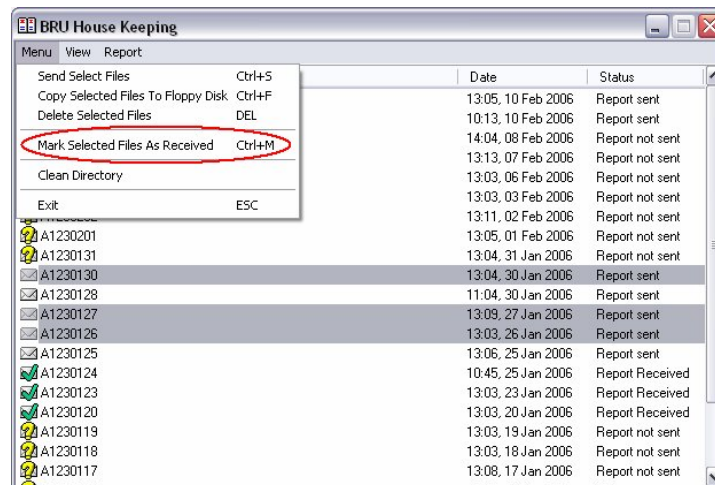 BRU House Keeping
Menu View Report
Send Select Files Ctrl+S
Copy Selected Files To Floppy Disk Ctrl+F
Delete Selected Files DEL
Mark Selected Files As Received Ctrl+M
Clean Directory
Exit ESC
Date Status
13:05, 10 Feb 2006 Report sent
10:13, 10 Feb 2006 Report sent
14:04, 08 Feb 2006 Report not sent
13:13, 07 Feb 2006 Report not sent
13:03, 06 Feb 2006 Report not sent
13:03, 03 Feb 2006 Report not sent
13:11, 02 Feb 2006 Report not sent
A1230201 13:05, 01 Feb 2006 Report not sent
A1230131 13:04, 31 Jan 2006 Report not sent
A1230130 13:04, 30 Jan 2006 Report sent
A1230128 11:04, 30 Jan 2006 Report sent
A1230127 13:09, 27 Jan 2006 Report sent
A1230126 13:03, 26 Jan 2006 Report sent
A1230125 13:06, 25 Jan 2006 Report sent
A1230124 10:45, 25 Jan 2006 Report Received
A1230123 13:03, 23 Jan 2006 Report Received
A1230120 13:03, 20 Jan 2006 Report Received
A1230119 13:03, 19 Jan 2006 Report not sent
A1230118 13:03, 18 Jan 2006 Report not sent
A1230117 13:08, 17 Jan 2006 Report not sent